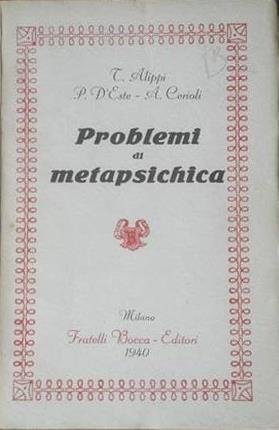 T. Alippi
P. D'Este - A. Cerioli
Problemi
di
metapsichica
Milano
Fratelli Bocca - Editori
1940